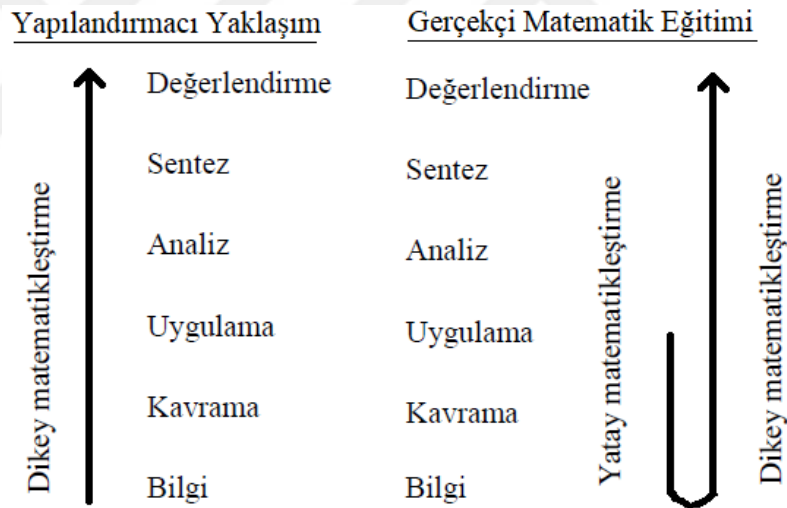 Yapılandırmacı Yaklaşım
Değerlendirme
Sentez
Analiz
Uygulama
Kavrama
Bilgi
Dikey matematikleştirme
Gerçekçi Matematik Eğitimi
Değerlendirme
Sentez
Analiz
Uygulama
Kavrama
Bilgi
Yatay matematikleştirme
Dikey matematikleştirme